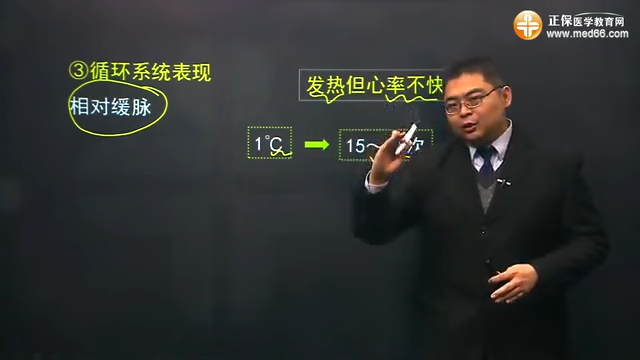 正保医学教育网
www.med66.com
③循环系统表现
发热但心率不快
相对缓脉
1℃
15～
次